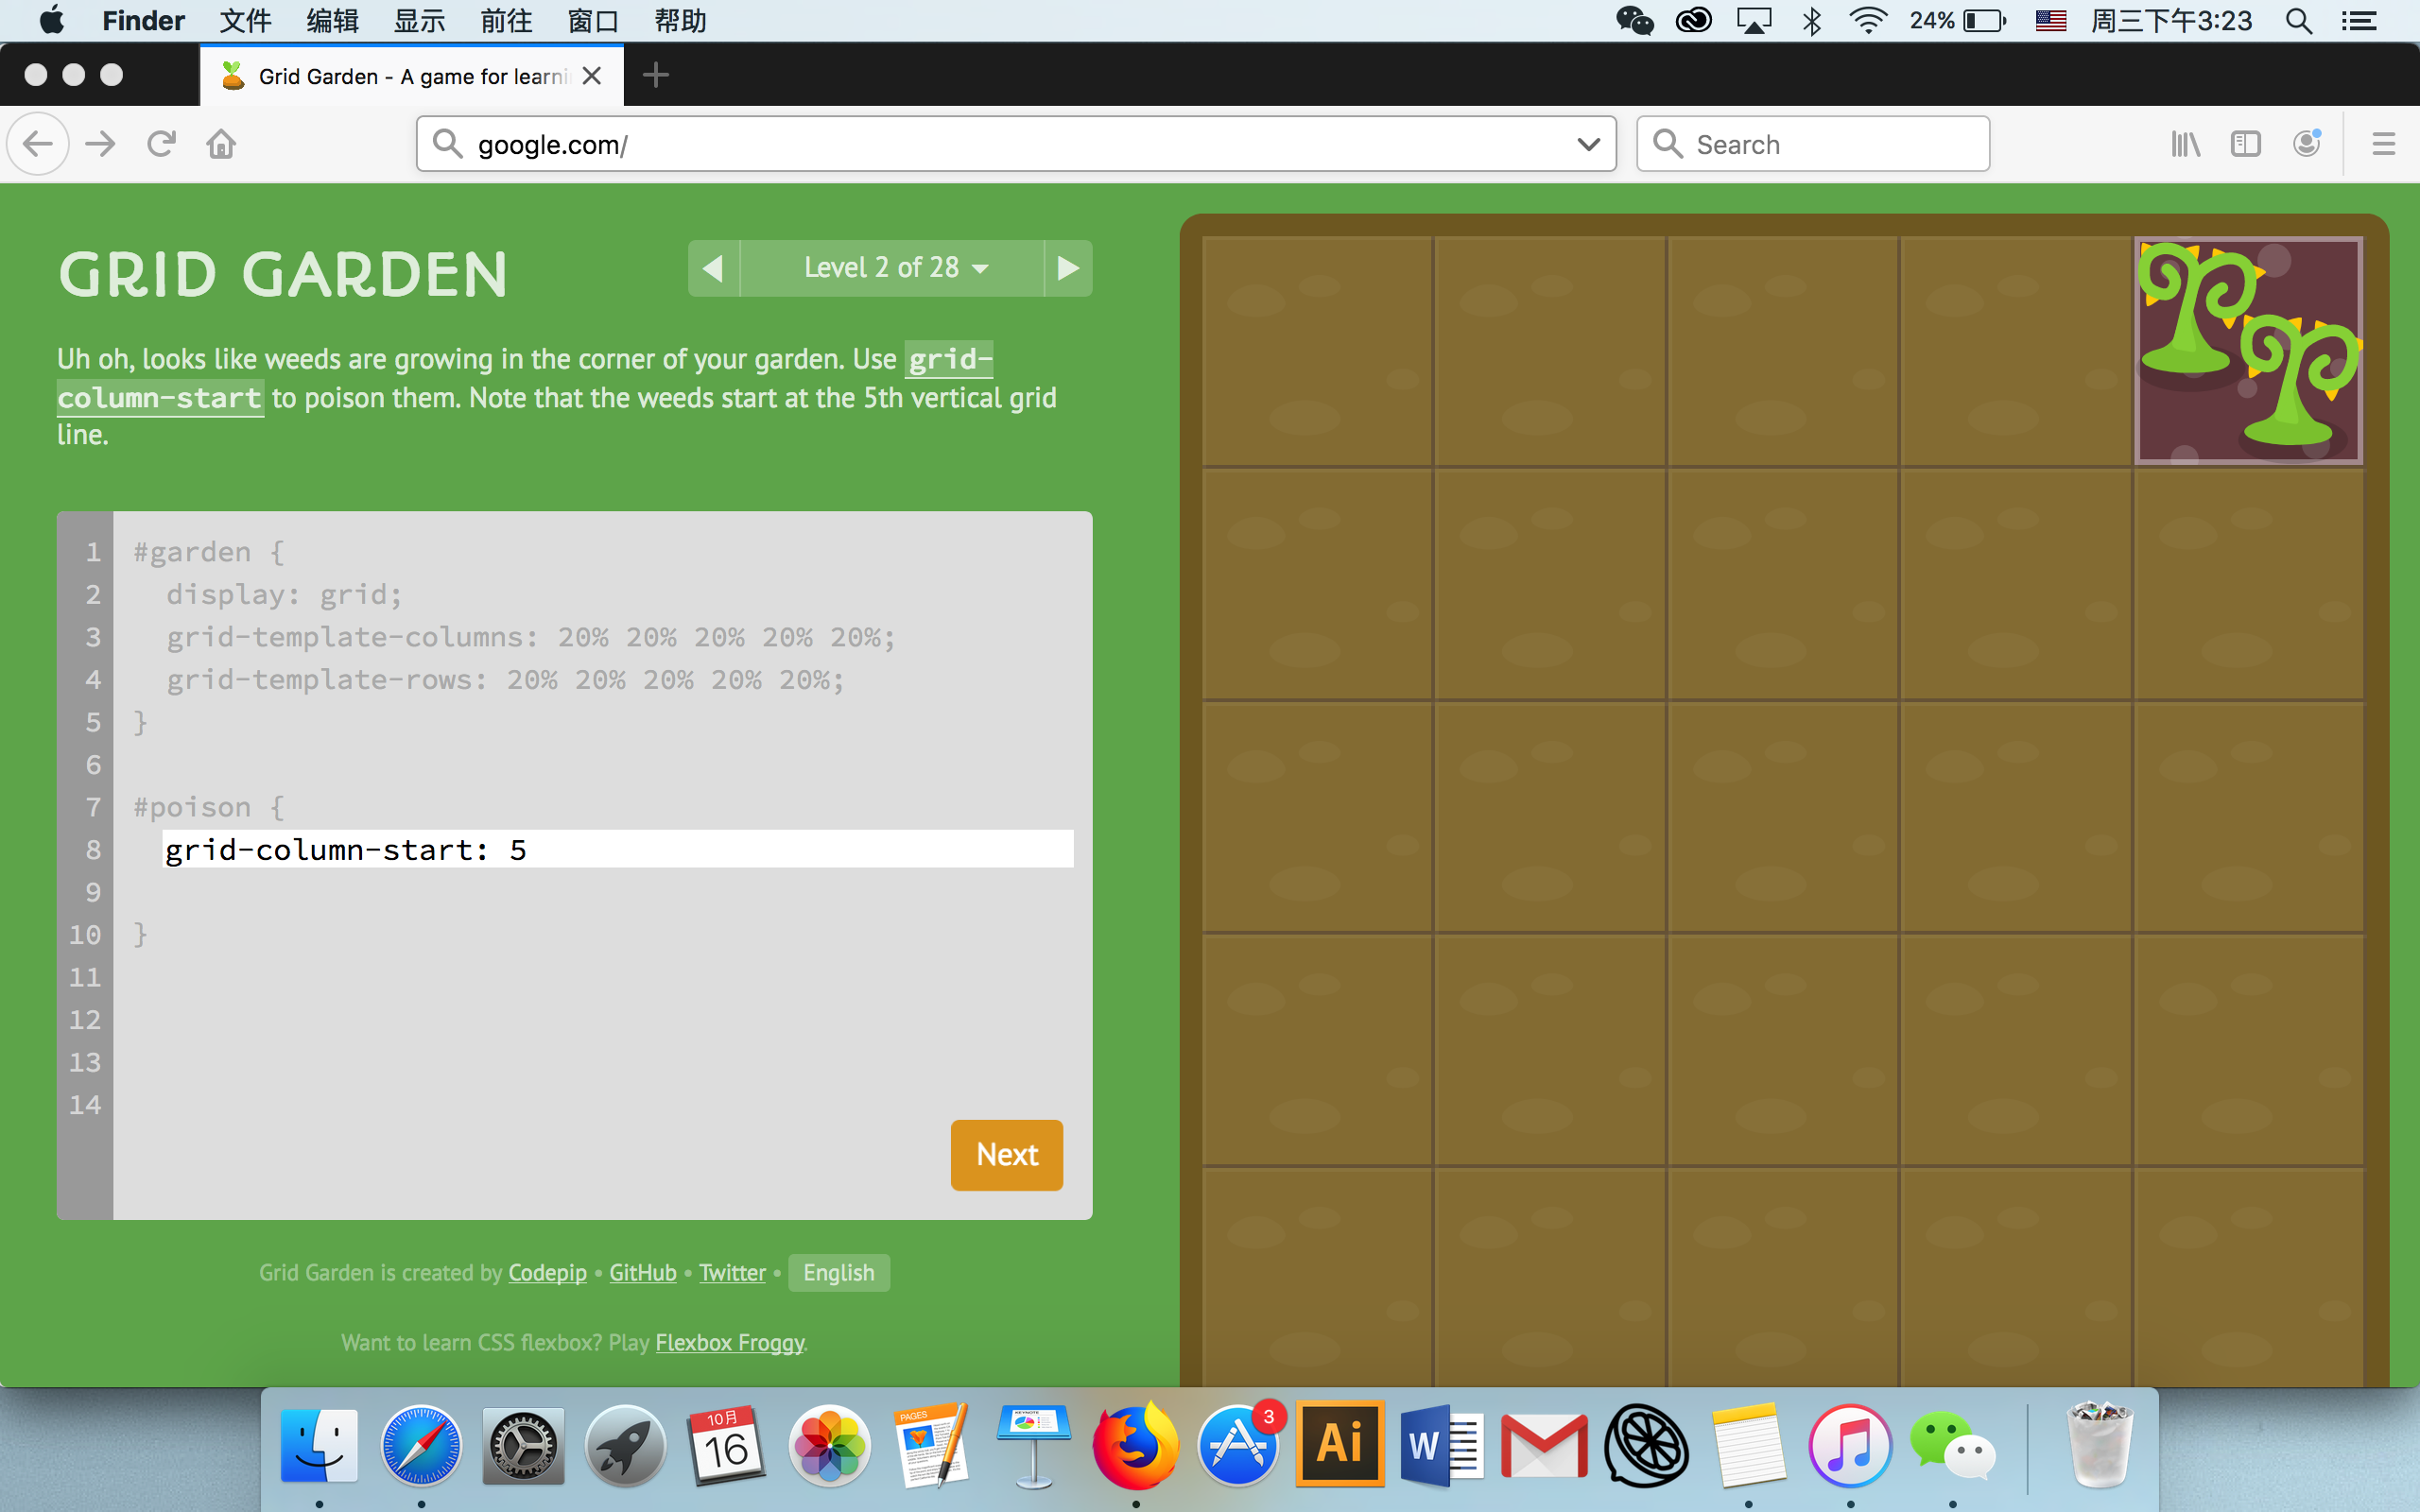 Finder 文件 编辑 显示 前往 窗口 帮助 24% 周三下午3:23
Grid Garden - A game for learni
google.com/ Search
GRID GARDEN
Level 2 of 28
Uh oh, looks like weeds are growing in the corner of your garden. Use grid-
column-start to poison them. Note that the weeds start at the 5th vertical grid
line.
1 #garden {
2 display: grid;
3 grid-template-columns: 20% 20% 20% 20% 20%;
4 grid-template-rows: 20% 20% 20% 20% 20%;
5 }
6
7 #poison {
8 grid-column-start: 5
9
10 }
11
12
13
14
Next
Grid Garden is created by Codepip • GitHub • Twitter • English
Want to learn CSS flexbox? Play Flexbox Froggy.
10月
16
PAGES
KEYNOTE
3
Ai
W